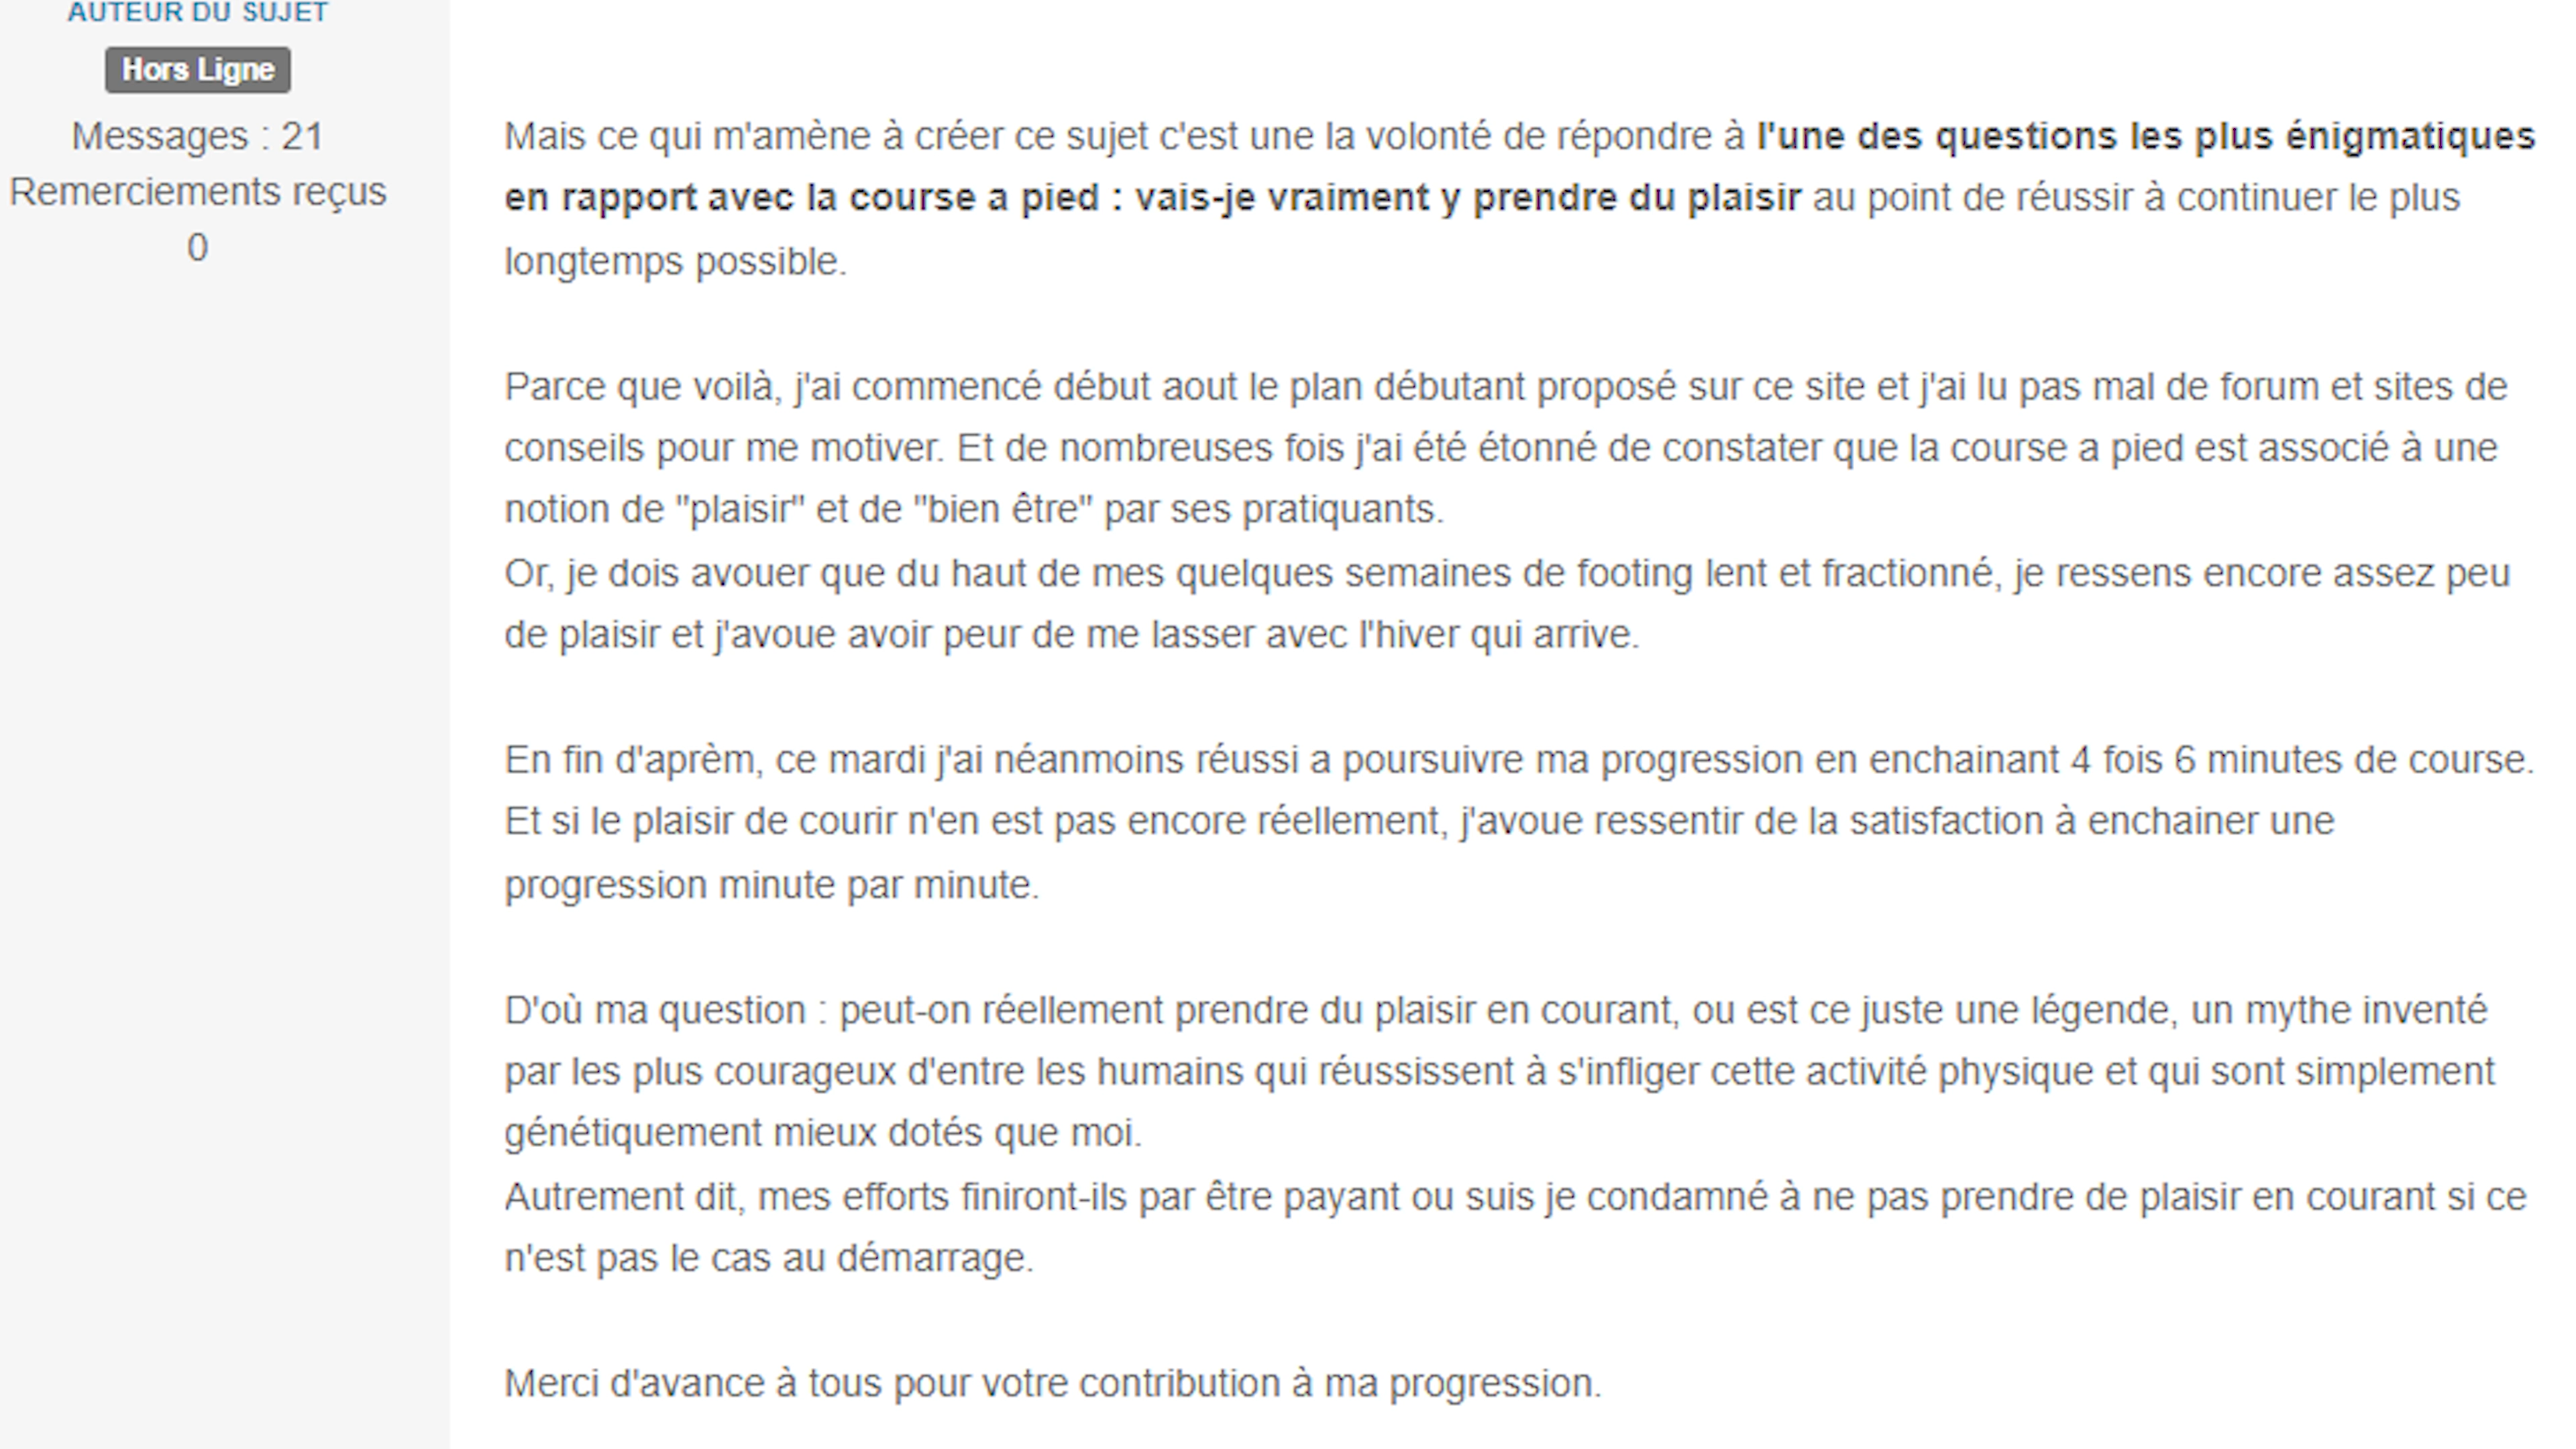 AUTEUR DU SUJET
Hors Ligne
Messages : 21
Remerciements reçus
0
Mais ce qui m'amène à créer ce sujet c'est une la volonté de répondre à l'une des questions les plus énigmatiques
en rapport avec la course a pied : vais-je vraiment y prendre du plaisir au point de réussir à continuer le plus
longtemps possible.
Parce que voilà, j'ai commencé début aout le plan débutant proposé sur ce site et j'ai lu pas mal de forum et sites de
conseils pour me motiver. Et de nombreuses fois j'ai été étonné de constater que la course a pied est associé à une
notion de "plaisir" et de "bien être" par ses pratiquants.
Or, je dois avouer que du haut de mes quelques semaines de footing lent et fractionné, je ressens encore assez peu
de plaisir et j'avoue avoir peur de me lasser avec l'hiver qui arrive.
En fin d'aprèm, ce mardi j'ai néanmoins réussi a poursuivre ma progression en enchainant 4 fois 6 minutes de course.
Et si le plaisir de courir n'en est pas encore réellement, j'avoue ressentir de la satisfaction à enchainer une
progression minute par minute.
D'où ma question : peut-on réellement prendre du plaisir en courant, ou est ce juste une légende, un mythe inventé
par les plus courageux d'entre les humains qui réussissent à s'infliger cette activité physique et qui sont simplement
génétiquement mieux dotés que moi.
Autrement dit, mes efforts finiront-ils par être payant ou suis je condamné à ne pas prendre de plaisir en courant si ce
n'est pas le cas au démarrage.
Merci d'avance à tous pour votre contribution à ma progression.